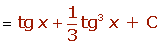 = tg x + 1/3 tg³ x + C